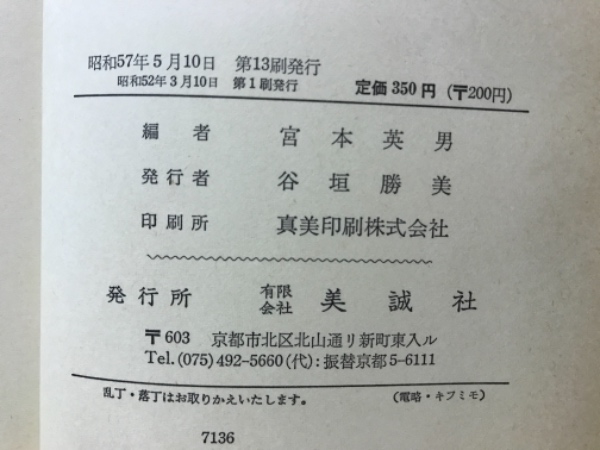 昭和57年5月10日 第13刷発行
昭和52年3月10日 第1刷発行 定価 350円 (〒200円)
編者 宮本英男
発行者 谷垣勝美
印刷所 真美印刷株式会社
発行所 有限会社 美誠社
〒603 京都市北区北山通リ新町東入ル
Tel.(075)492-5660(代):振替京都5-6111
乱丁・落丁はお取りかえいたします。 (電略・キフミモ)
7136